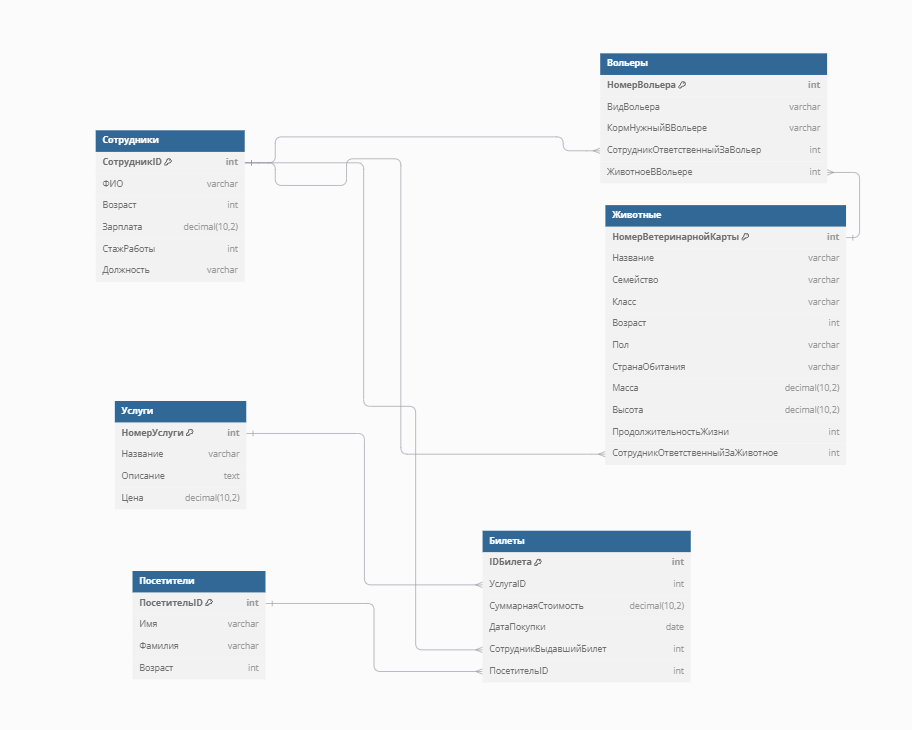 Вольеры
НомерВольера int
ВидВольера varchar
КормНужныйВВольере varchar
СотрудникОтветственныйЗаВольер int
ЖивотноеВВольере int
Сотрудники
СотрудникID int
ФИО varchar
Возраст int
Зарплата decimal(10,2)
СтажРаботы int
Должность varchar
Животные
НомерВетеринарнойКарты int
Название varchar
Семейство varchar
Класс varchar
Возраст int
Пол varchar
СтранаОбитания varchar
Масса decimal(10,2)
Высота decimal(10,2)
ПродолжительностьЖизни int
СотрудникОтветственныйЗаЖивотное int
Услуги
НомерУслуги int
Название varchar
Описание text
Цена decimal(10,2)
Билеты
IDБилета int
УслугаID int
СуммарнаяСтоимость decimal(10,2)
ДатаПокупки date
СотрудникВыдавшийБилет int
ПосетительID int
Посетители
ПосетительID int
Имя varchar
Фамилия varchar
Возраст int